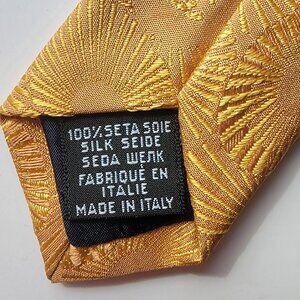 100% SETA SOIE
SILK SEIDE
SEDA ШЕЛК
FABRIQUÉ EN
ITALIE
MADE IN ITALY